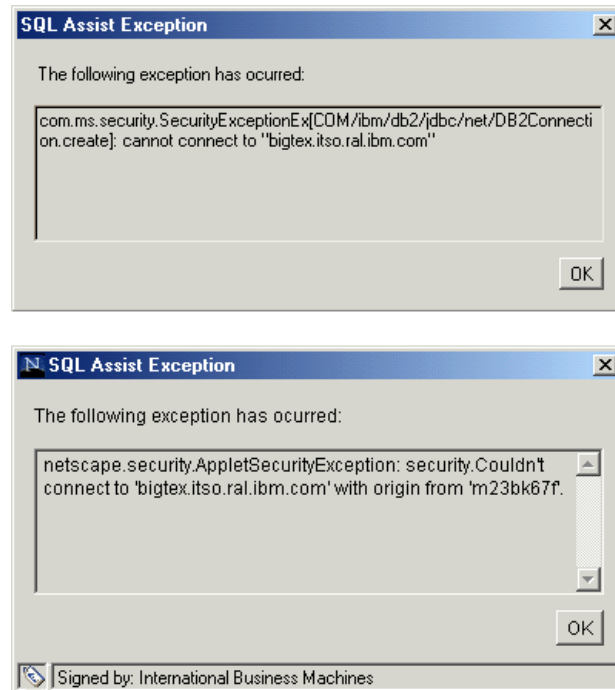 SQL Assist Exception
The following exception has ocurred:
com.ms.security.SecurityExceptionEx[COM/ibm/db2/jdbc/net/DB2Connecti
on.create]: cannot connect to "bigtex.itso.ral.ibm.com"
OK
N SQL Assist Exception
The following exception has ocurred:
netscape.security.AppletSecurityException: security.Couldn't
connect to 'bigtex.itso.ral.ibm.com' with origin from 'm23bk67f'.
OK
Signed by: International Business Machines